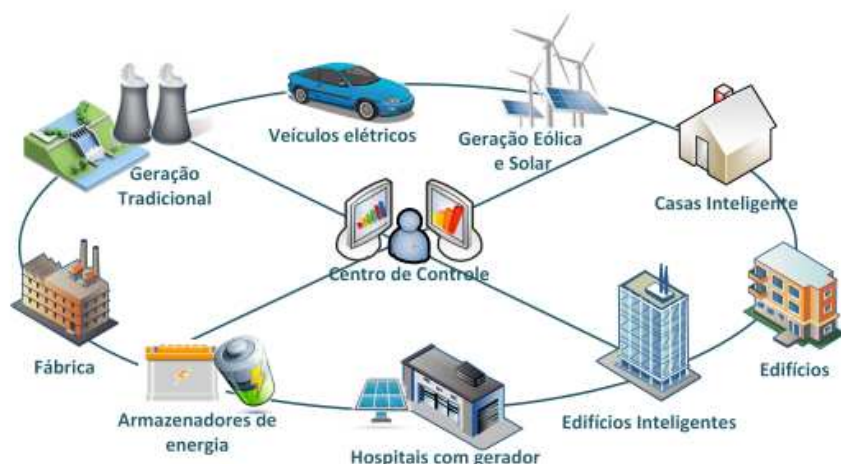 Veículos elétricos
Geração Eólica
e Solar
Geração
Tradicional
Casas Inteligente
Centro de Controle
Fábrica
Edifícios
Armazenadores de
energia
Edifícios Inteligentes
Hospitais com gerador